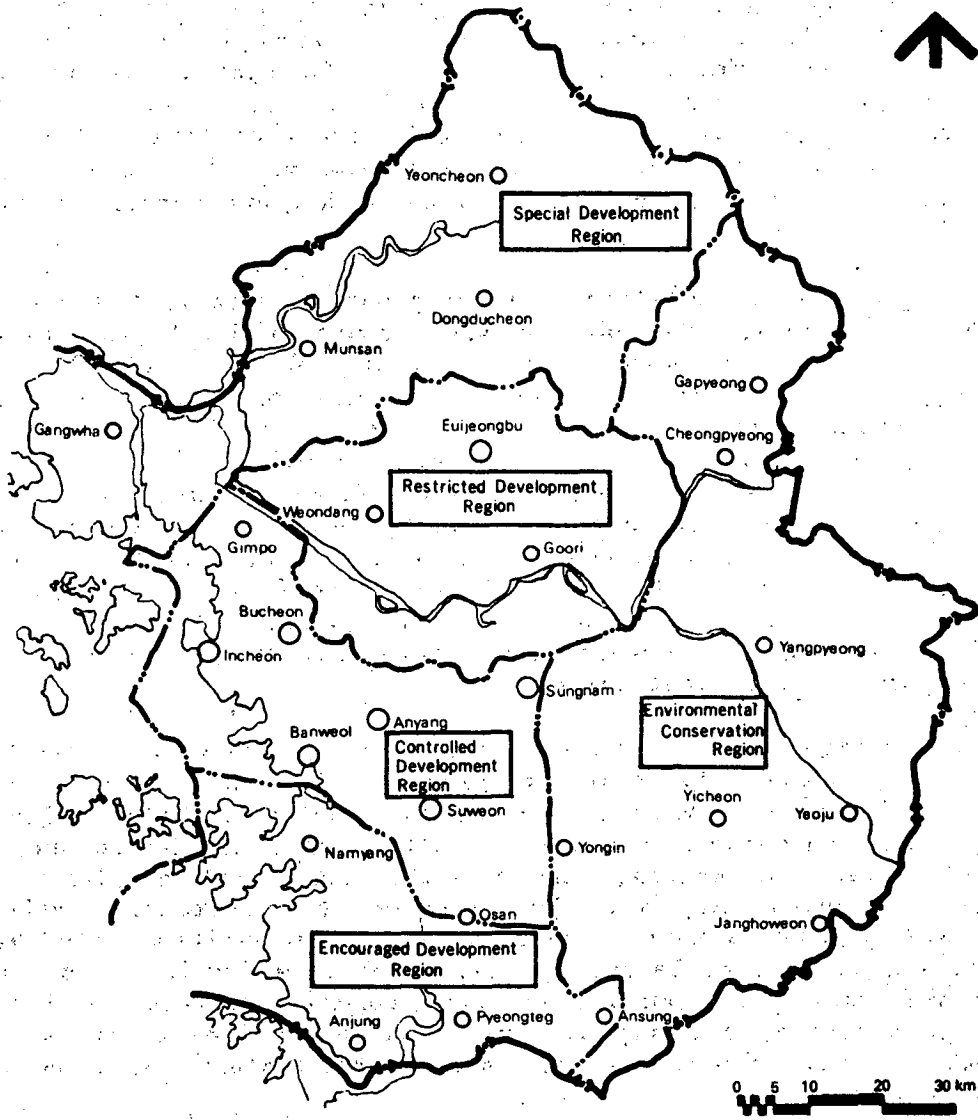 Yeoncheon
Special Development
Region
Dongducheon
Munsan
Gapyeong
Gangwha
Euijeongbu
Cheongpyeong
Restricted Development
Region
Weondang
Gimpo
Goori
Bucheon
Incheon
Yangpyeong
Sungnam
Environmental
Conservation
Region
Anyang
Banweol
Controlled
Development
Region
Suweon
Yicheon
Yeoju
Namyang
Yongin
Osan
Janghoweon
Encouraged Development
Region
Anjung
Pyeongteg
Ansung
0 5 10 20 30 km